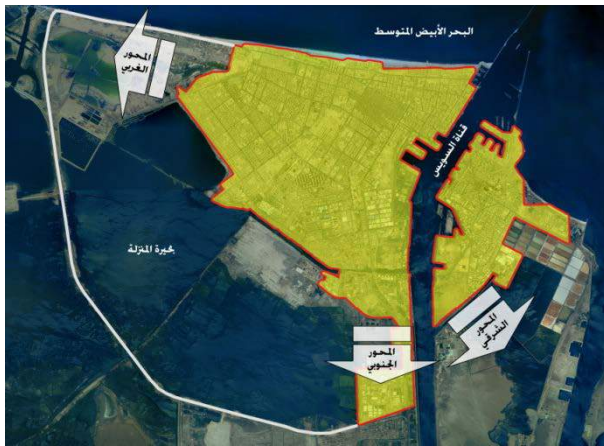 البحر الأبيض المتوسط
المحور
الغربي
قناة السويس
بحيرة المنزلة
المحور
الشرقي
المحور
الجنوبي